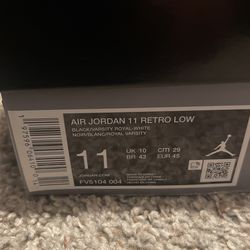 AIR JORDAN 11 RETRO LOW
BLACK/VARSITY ROYAL-WHITE
NOIR/BLANC/ROYAL VARSITY
11
UK/10
CM 29
BR 43
EUR 45
JORDAN.COM
FV5104 004